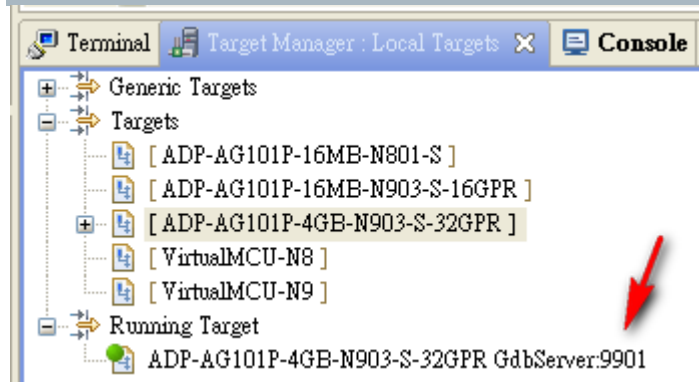 Terminal Target Manager : Local Targets Console
Generic Targets
Targets
[ ADP-AG101P-16MB-N801-S ]
[ ADP-AG101P-16MB-N903-S-16GPR ]
[ ADP-AG101P-4GB-N903-S-32GPR ]
[ VirtualMCU-N8 ]
[ VirtualMCU-N9 ]
Running Target
ADP-AG101P-4GB-N903-S-32GPR GdbServer:9901